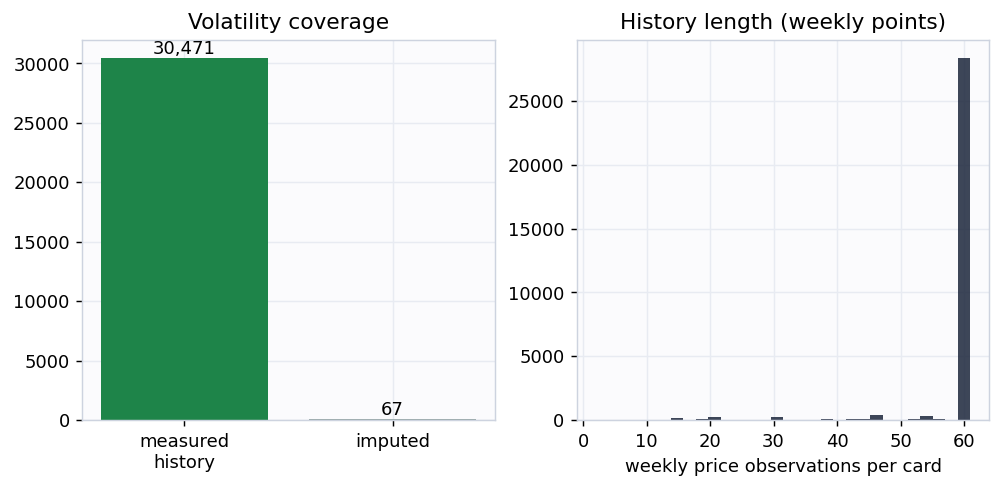 Volatility coverage
30,471
30000
25000
20000
15000
10000
5000
0
67
measured
history
imputed
History length (weekly points)
25000
20000
15000
10000
5000
0
0 10 20 30 40 50 60
weekly price observations per card